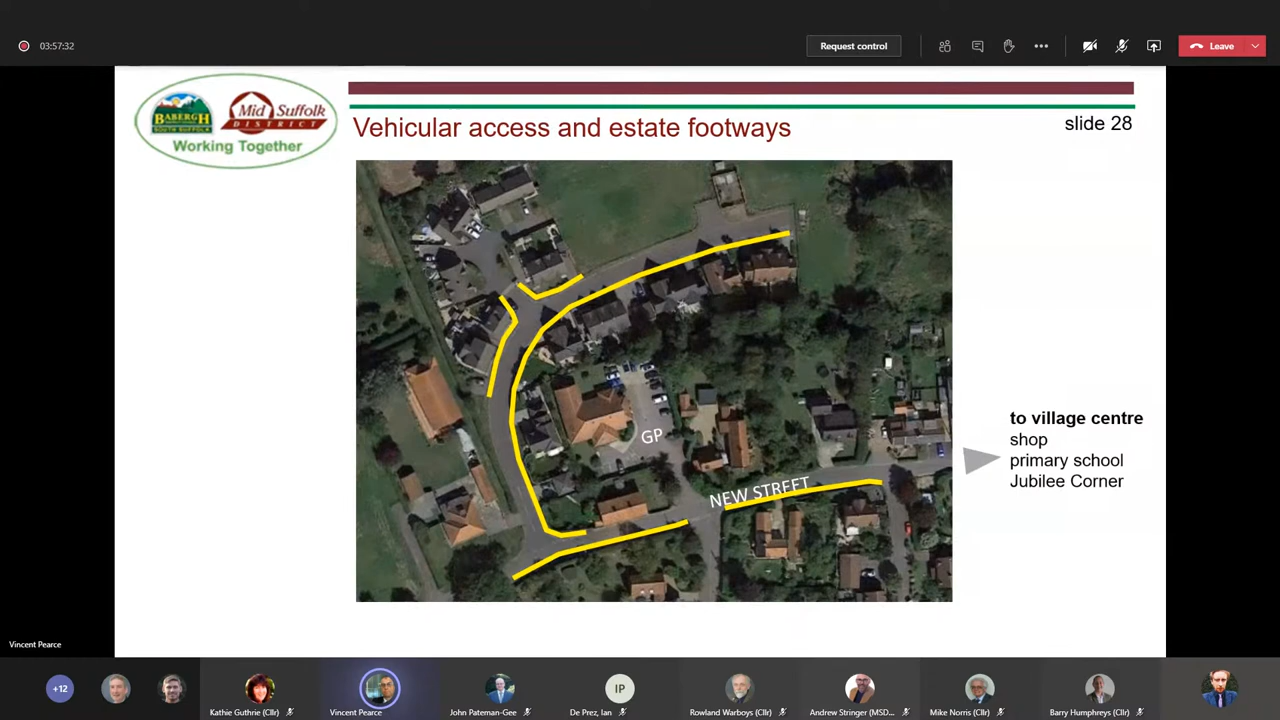 03:57:32
Request control
Leave
BABERGH
SOUTH SUFFOLK
Mid Suffolk
DISTRICT
Working Together
Vehicular access and estate footways
slide 28
GP
NEW STREET
to village centre
shop
primary school
Jubilee Corner
Vincent Pearce
+12
Kathie Guthrie (Cllr)
Vincent Pearce
John Pateman-Gee
IP
De Prez, Ian
Rowland Warboys (Cllr)
Andrew Stringer (MSD...
Mike Norris (Cllr)
Barry Humphreys (Cllr)